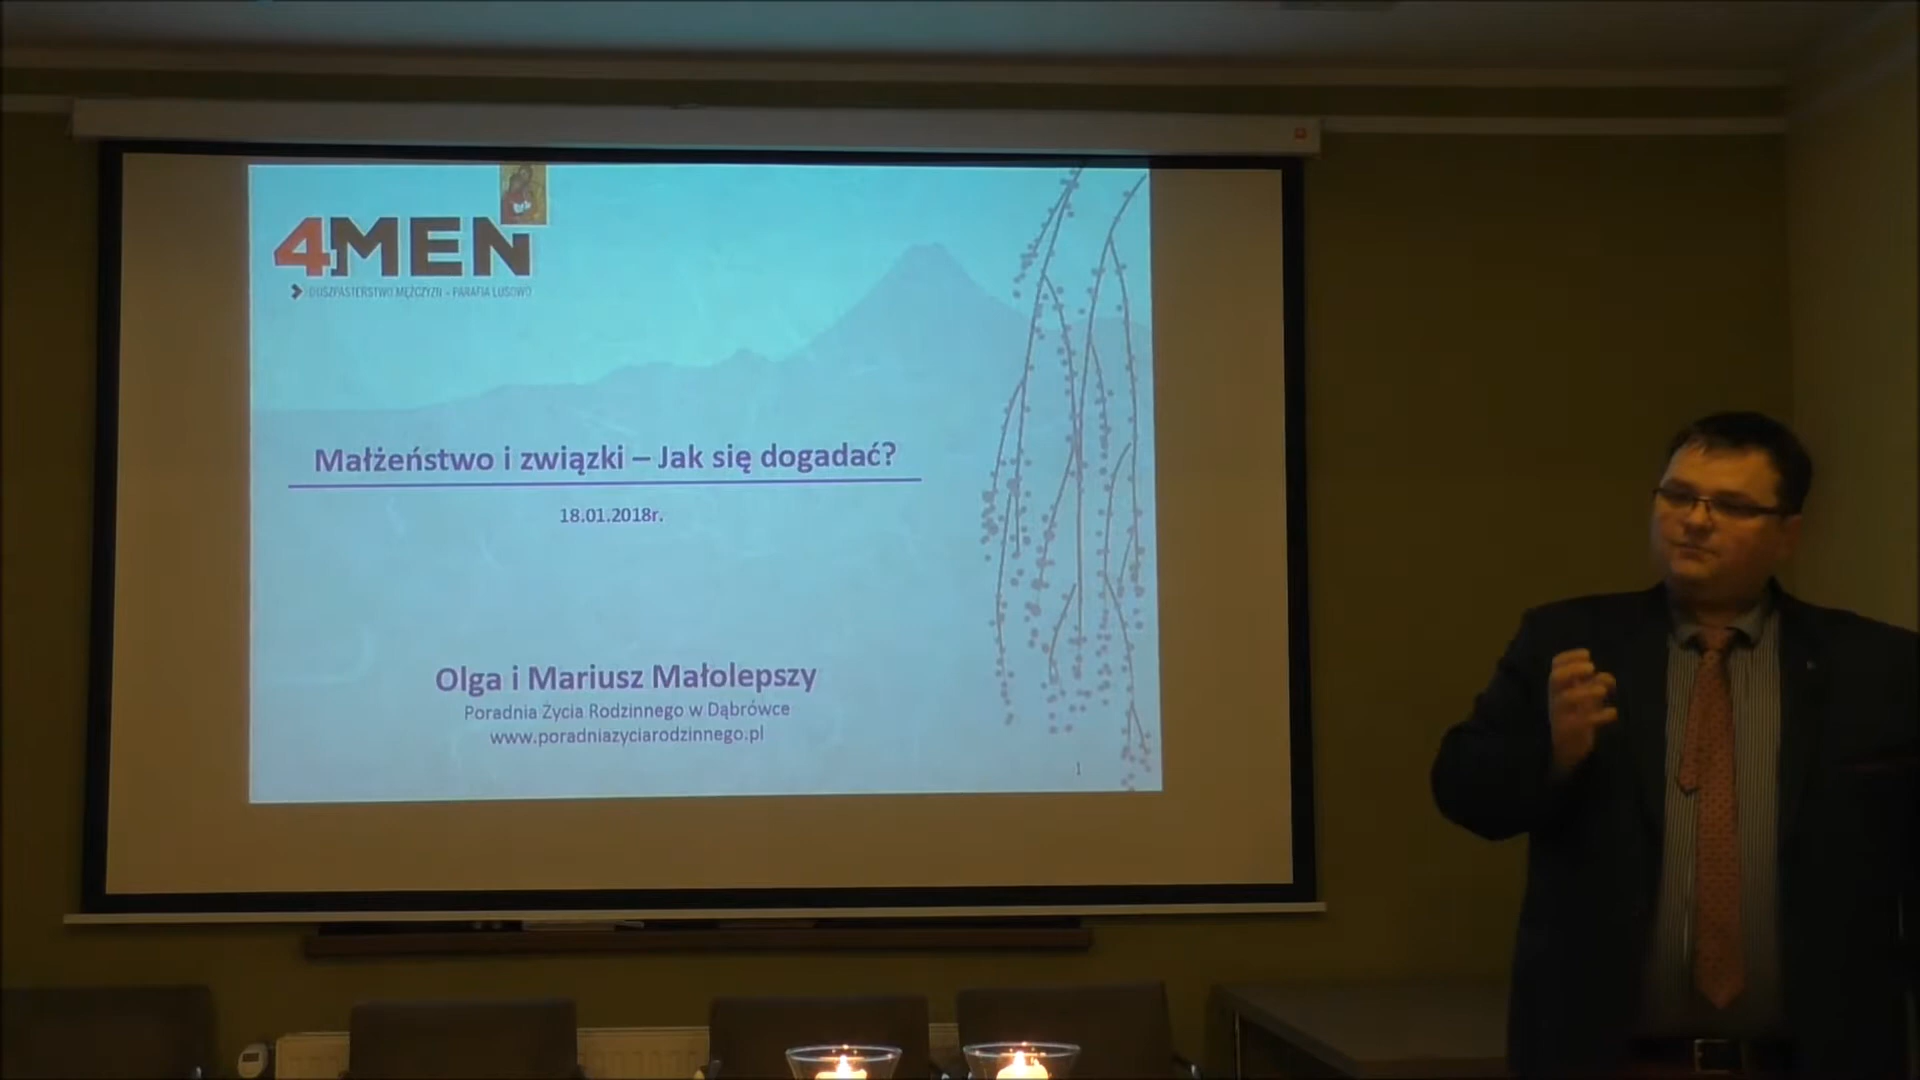 4MEN
DUSZPASTERSTWO MĘŻCZYZN - PARAFIA LUSOWO
Małżeństwo i związki – Jak się dogadać?
18.01.2018r.
Olga i Mariusz Małolepszy
Poradnia Życia Rodzinnego w Dąbrówce
www.poradniazyciarodzinnego.pl
1